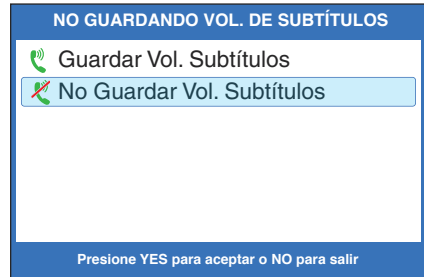 NO GUARDANDO VOL. DE SUBTÍTULOS
Guardar Vol. Subtítulos
No Guardar Vol. Subtítulos
Presione YES para aceptar o NO para salir